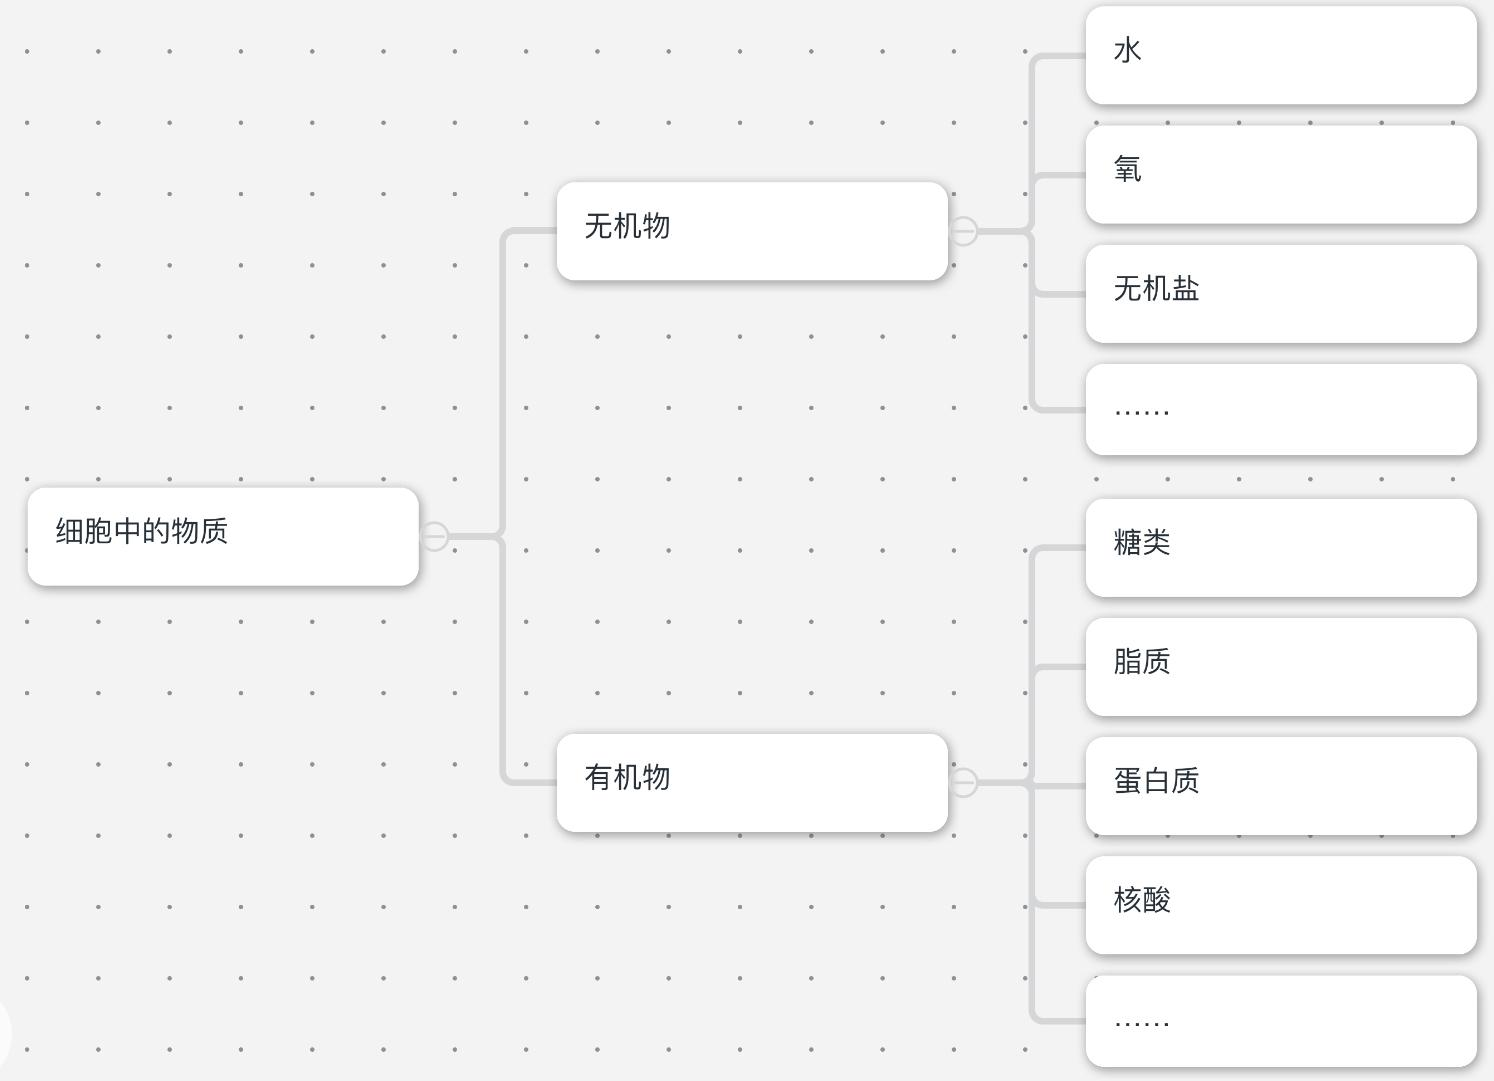 细胞中的物质
无机物
水
氧
无机盐
……
有机物
糖类
脂质
蛋白质
核酸
……